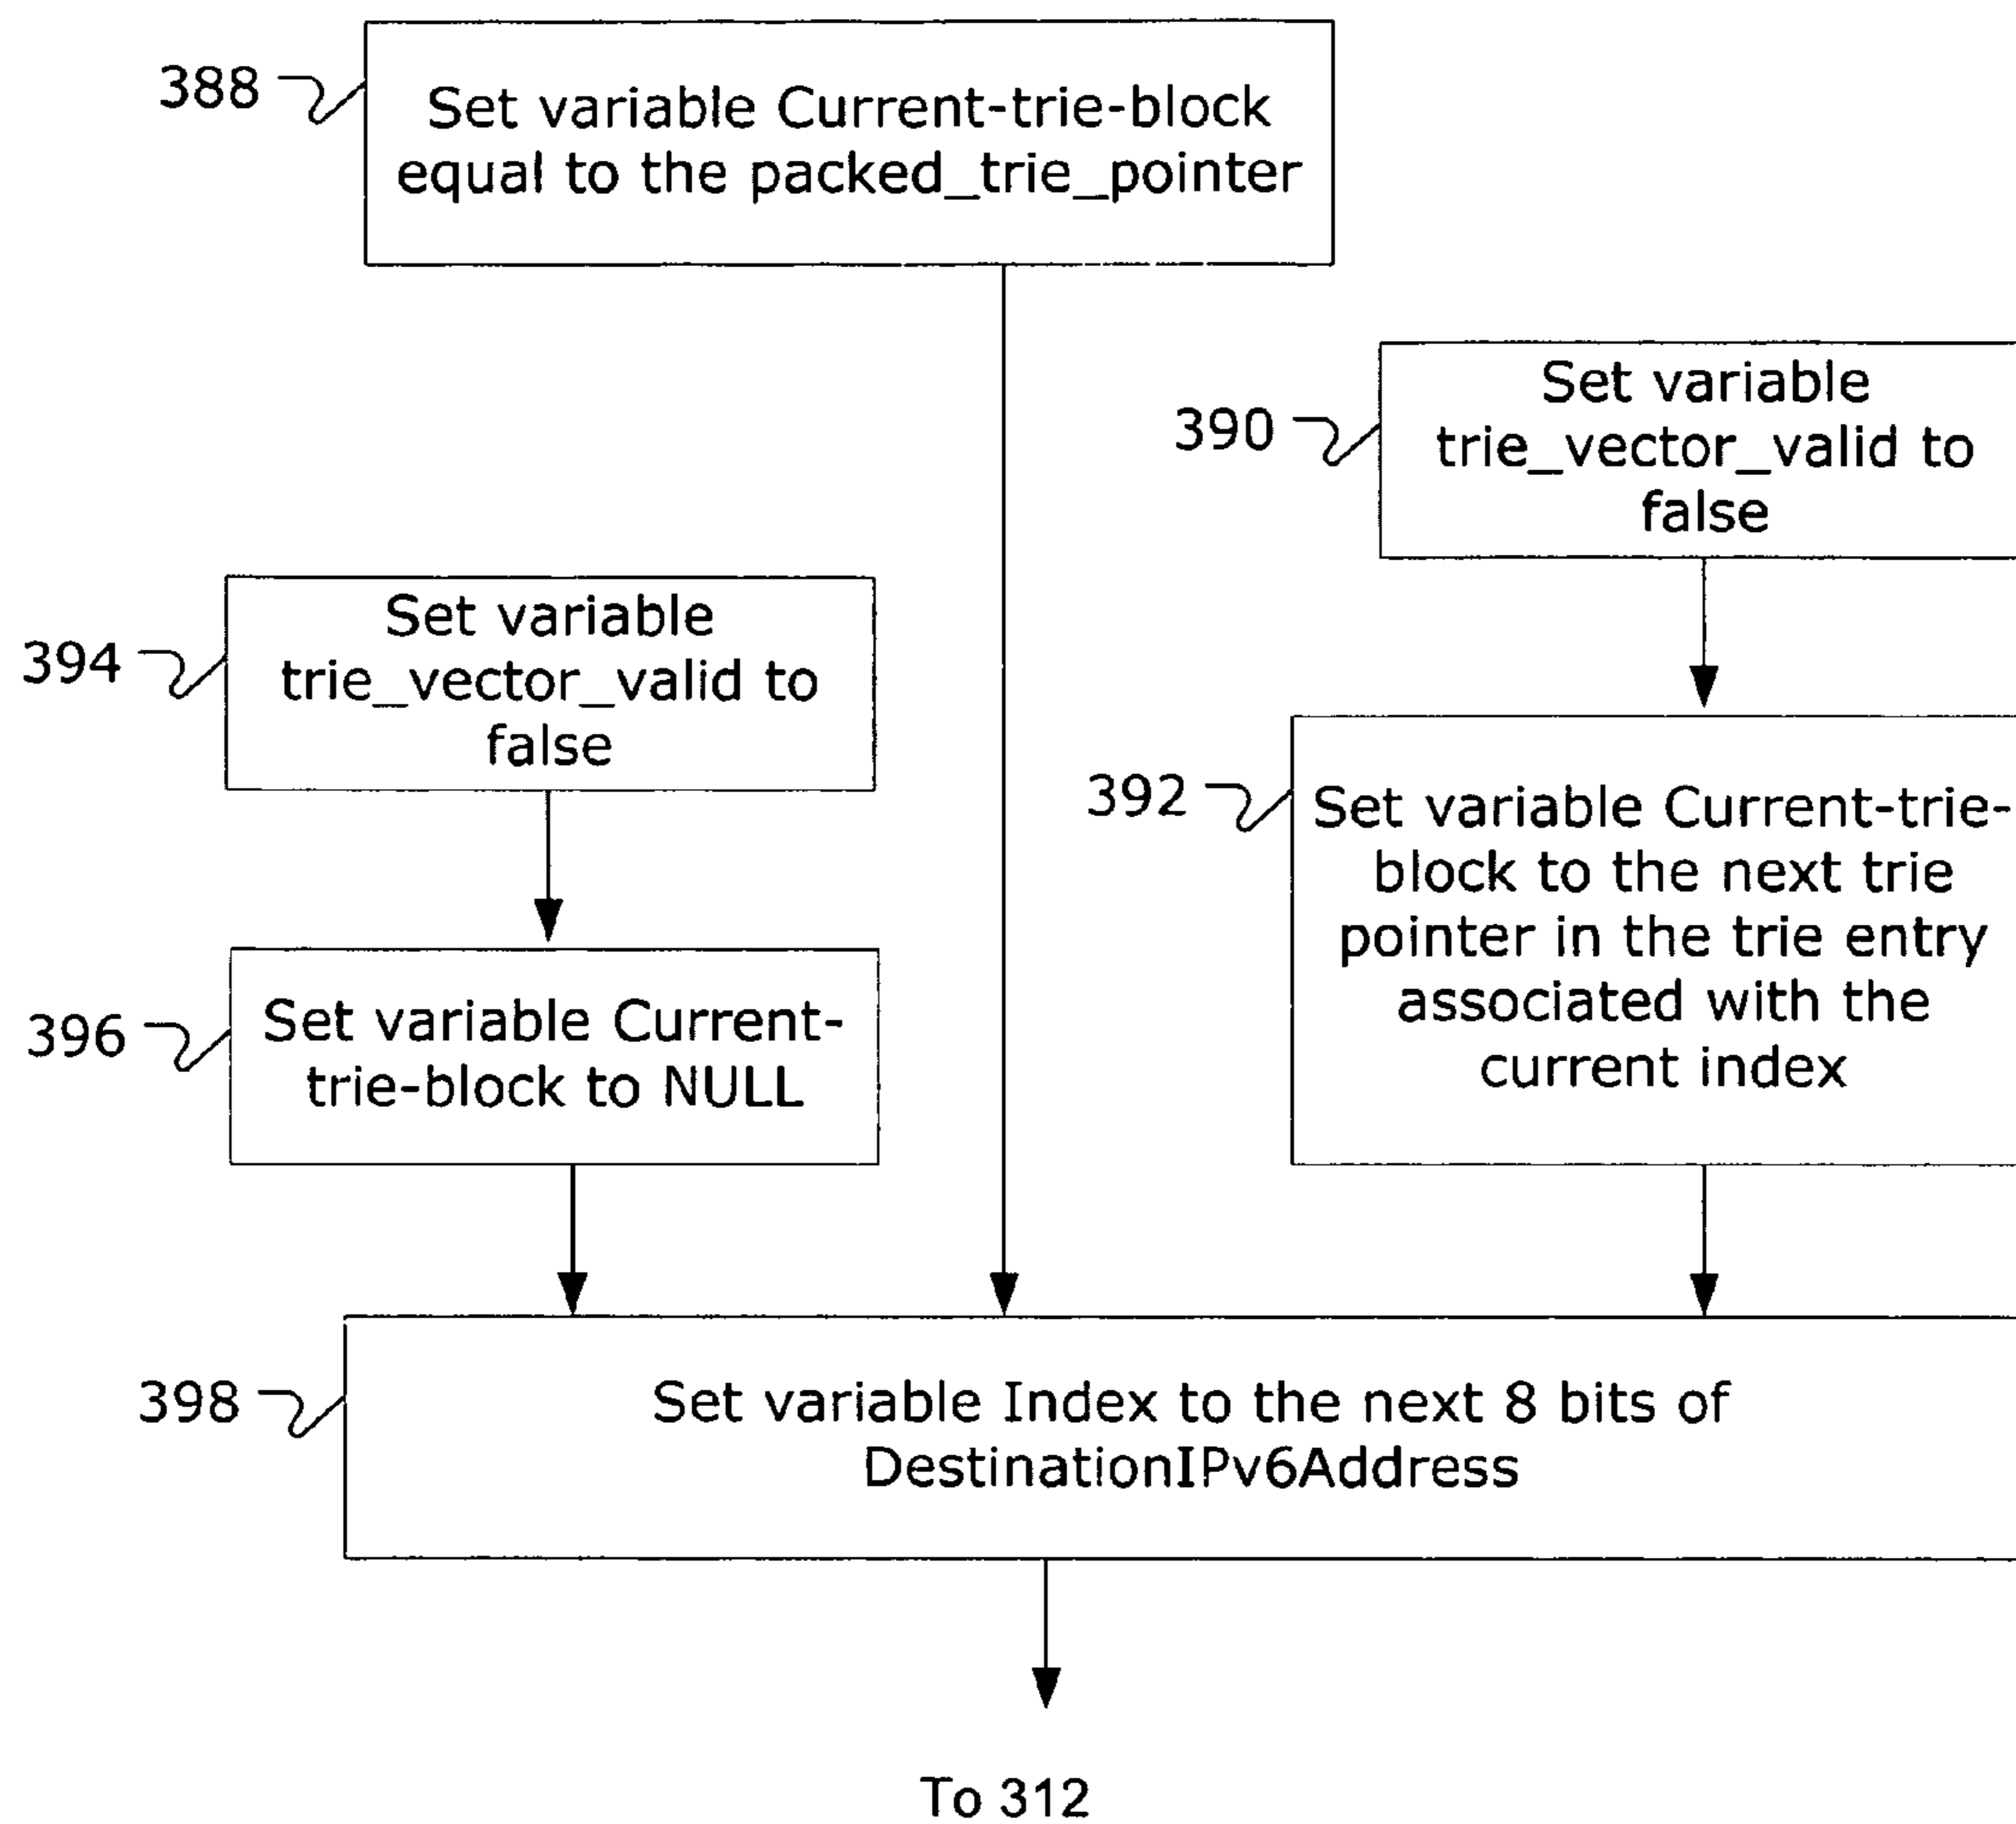 388
Set variable Current-trie-block
equal to the packed_trie_pointer
390
Set variable
trie_vector_valid to
false
394
Set variable
trie_vector_valid to
false
392
Set variable Current-trie-
block to the next trie
pointer in the trie entry
associated with the
current index
396
Set variable Current-
trie-block to NULL
398
Set variable Index to the next 8 bits of
DestinationIPv6Address
To 312